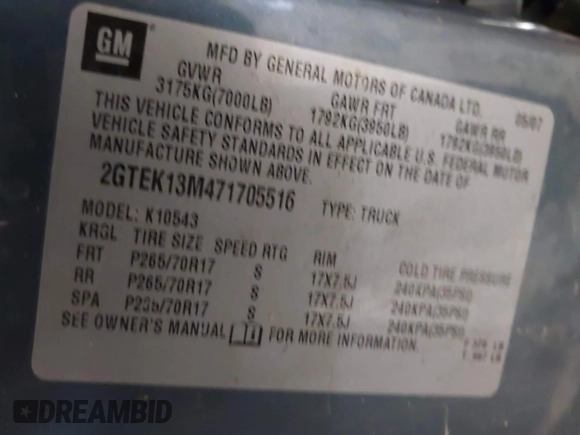 GM
MFD BY GENERAL MOTORS OF CANADA LTD.
05/07
GVWR GAWR FRT GAWR RR
3175KG(7000LB) 1792KG(3950LB) 1792KG(3950LB)
THIS VEHICLE CONFORMS TO ALL APPLICABLE U.S. FEDERAL MOTOR
VEHICLE SAFETY STANDARDS IN EFFECT ON THE DATE OF
MANUFACTURE SHOWN ABOVE.
2GTEK13M471705516 TYPE: TRUCK
MODEL: K10543
KRGL TIRE SIZE SPEED RTG RIM COLD TIRE PRESSURE
FRT P265/70R17 S 17X7.5J 240KPA(35PSI)
RR P265/70R17 S 17X7.5J 240KPA(35PSI)
SPA P265/70R17 S 17X7.5J 240KPA(35PSI)
SEE OWNER'S MANUAL FOR MORE INFORMATION.
DREAMBID